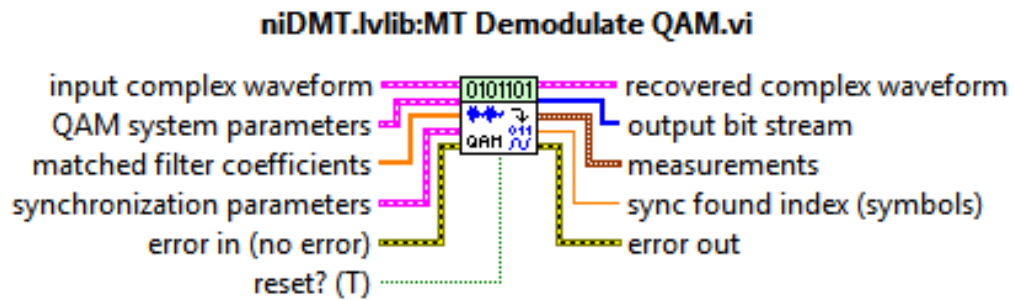 niDMT.lvlib:MT Demodulate QAM.vi
input complex waveform
QAM system parameters
matched filter coefficients
synchronization parameters
error in (no error)
reset? (T)
0101101
011
QAM
recovered complex waveform
output bit stream
measurements
sync found index (symbols)
error out